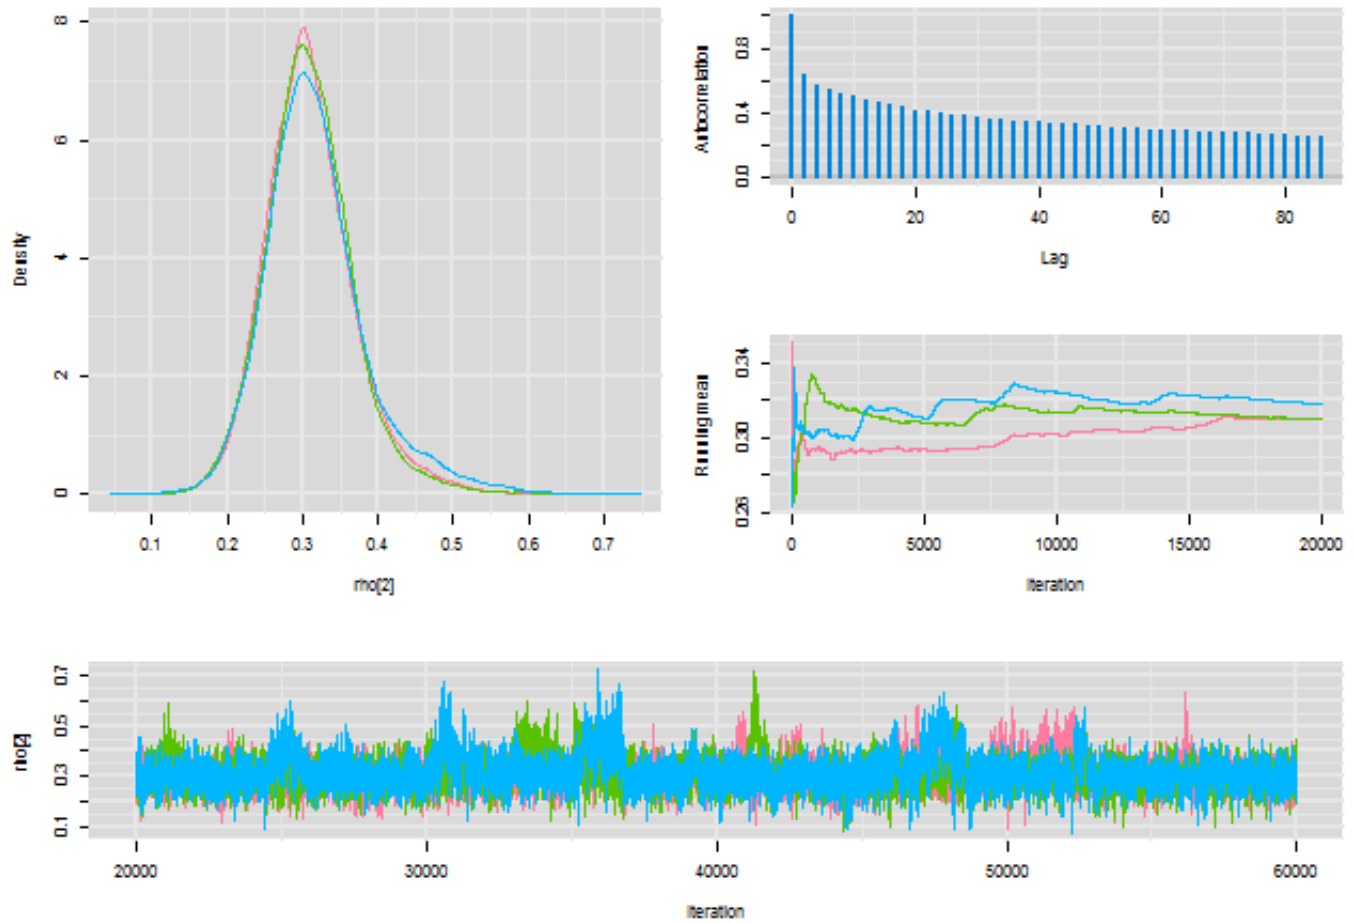 Density
0 2 4 6 8
0.1 0.2 0.3 0.4 0.5 0.6 0.7
rho[2]
Autocorrelation
0.0 0.4 0.8
0 20 40 60 80
Lag
Running mean
0.26 0.30 0.34
0 5000 10000 15000 20000
Iteration
rho[2]
0.1 0.3 0.5 0.7
20000 30000 40000 50000 60000
Iteration